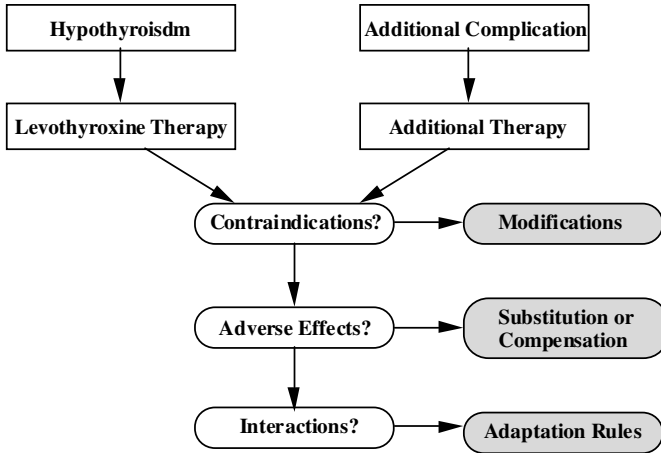 Hypothyroisdm
Additional Complication
Levothyroxine Therapy
Additional Therapy
Contraindications?
Modifications
Adverse Effects?
Substitution or
Compensation
Interactions?
Adaptation Rules